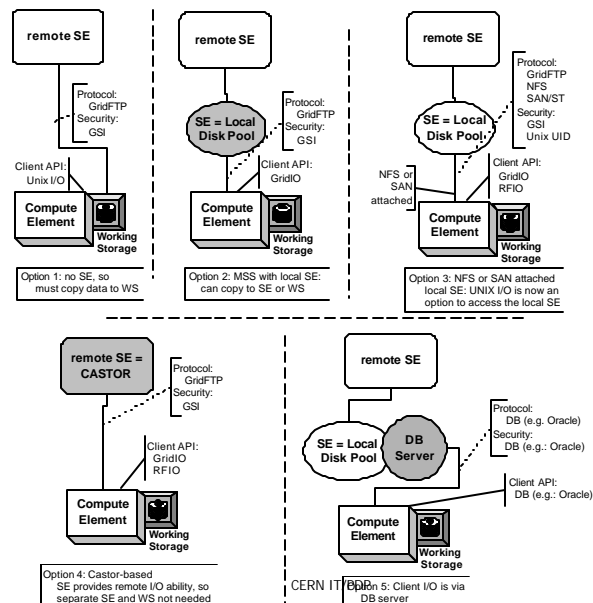 remote SE
Protocol:
GridFTP
Security:
GSI
Client API:
Unix I/O
Compute
Element
Working
Storage
Option 1: no SE, so
must copy data to WS
remote SE
SE = Local
Disk Pool
Protocol:
GridFTP
Security:
GSI
Client API:
GridIO
Compute
Element
Working
Storage
Option 2: MSS with local SE:
can copy to SE or WS
remote SE
SE = Local
Disk Pool
Protocol:
GridFTP
NFS
SAN/ST
Security:
GSI
Unix UID
NFS or
SAN
attached
Client API:
GridIO
RFIO
Compute
Element
Working
Storage
Option 3: NFS or SAN attached
local SE: UNIX I/O is now an
option to access the local SE
remote SE =
CASTOR
Protocol:
GridFTP
Security:
GSI
Client API:
GridIO
RFIO
Compute
Element
Working
Storage
Option 4: Castor-based
SE provides remote I/O ability, so
separate SE and WS not needed
remote SE
SE = Local
Disk Pool
DB
Server
Protocol:
DB (e.g. Oracle)
Security:
DB (e.g.: Oracle)
Client API:
DB (e.g.: Oracle)
Compute
Element
Working
Storage
CERN IT/PDP
Option 5: Client I/O is via
DB server